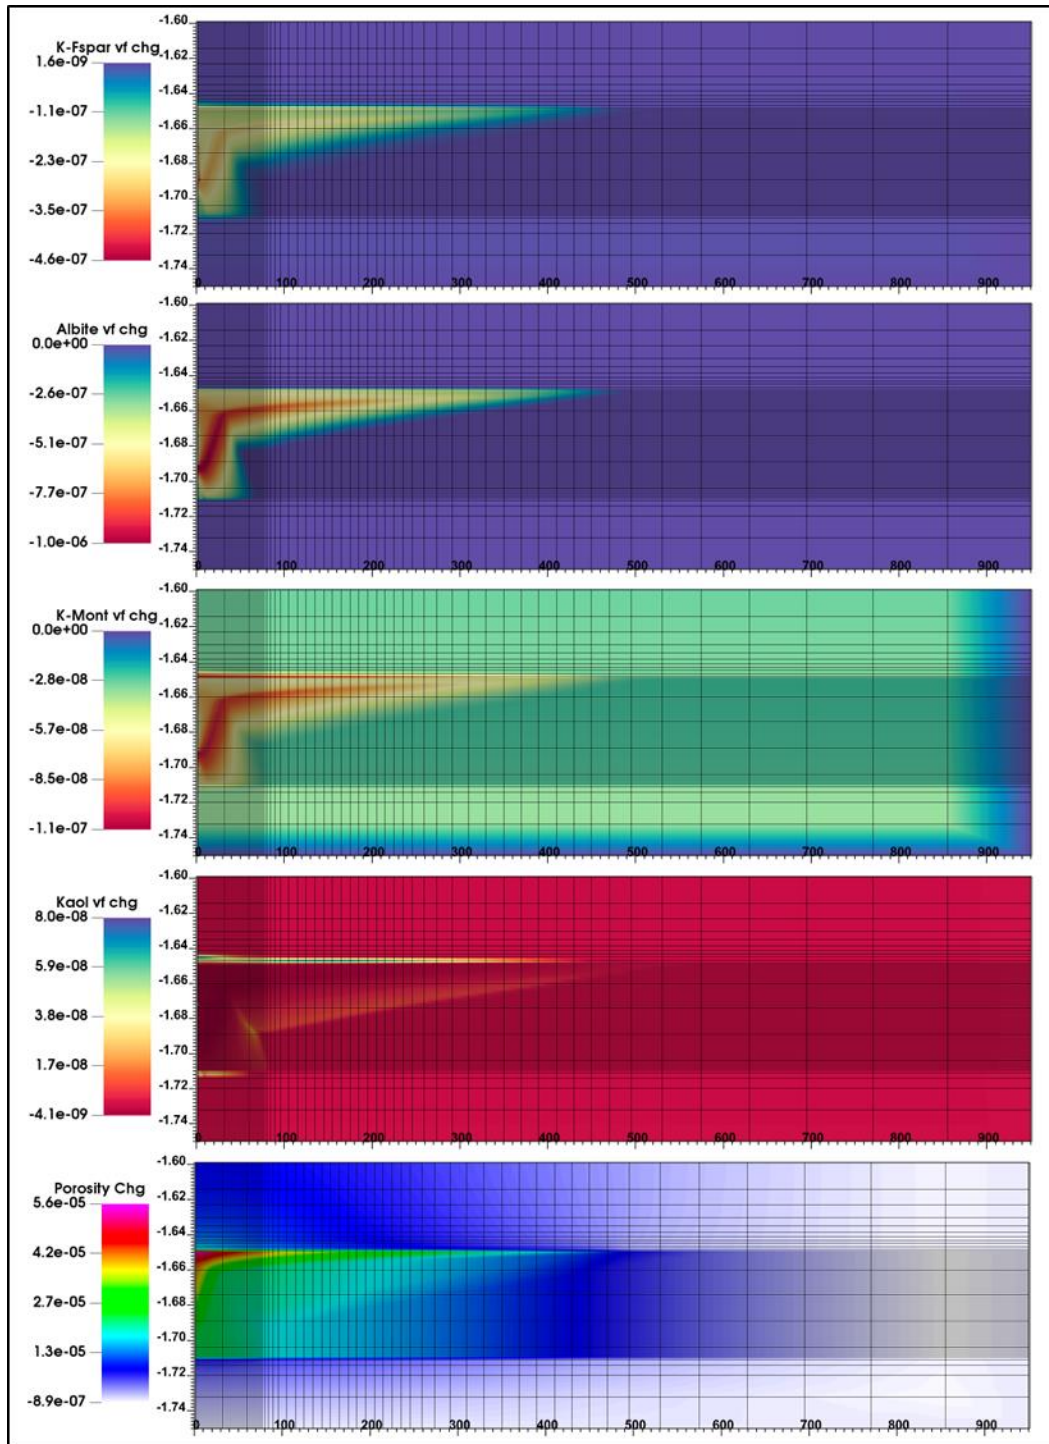 K-Fspar vf chg
1.6e-09
-1.1e-07
-2.3e-07
-3.5e-07
-4.6e-07
-1.60
-1.62
-1.64
-1.66
-1.68
-1.70
-1.72
-1.74
0 100 200 300 400 500 600 700 800 900
Albite vf chg
0.0e+00
-2.6e-07
-5.1e-07
-7.7e-07
-1.0e-06
-1.60
-1.62
-1.64
-1.66
-1.68
-1.70
-1.72
-1.74
0 100 200 300 400 500 600 700 800 900
K-Mont vf chg
0.0e+00
-2.8e-08
-5.7e-08
-8.5e-08
-1.1e-07
-1.60
-1.62
-1.64
-1.66
-1.68
-1.70
-1.72
-1.74
0 100 200 300 400 500 600 700 800 900
Kaol vf chg
8.0e-08
5.9e-08
3.8e-08
1.7e-08
-4.1e-09
-1.60
-1.62
-1.64
-1.66
-1.68
-1.70
-1.72
-1.74
0 100 200 300 400 500 600 700 800 900
Porosity Chg
5.6e-05
4.2e-05
2.7e-05
1.3e-05
-8.9e-07
-1.60
-1.62
-1.64
-1.66
-1.68
-1.70
-1.72
-1.74
0 100 200 300 400 500 600 700 800 900